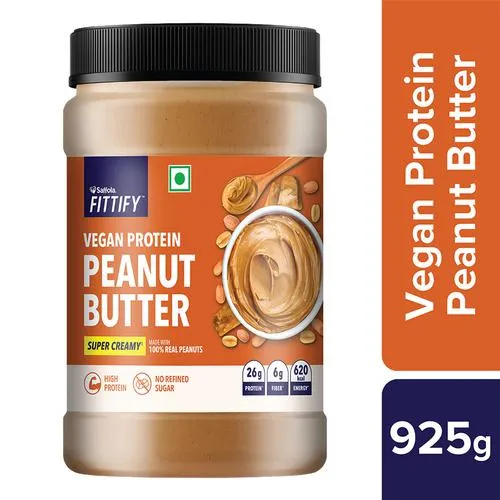 Saffola
FITTIFY
VEGAN PROTEIN
PEANUT
BUTTER
SUPER CREAMY
MADE WITH
100% REAL PEANUTS
HIGH
PROTEIN
NO REFINED
SUGAR
26g
PROTEIN
6g
FIBER
620
kcal
ENERGY
Vegan Protein
Peanut Butter
925g